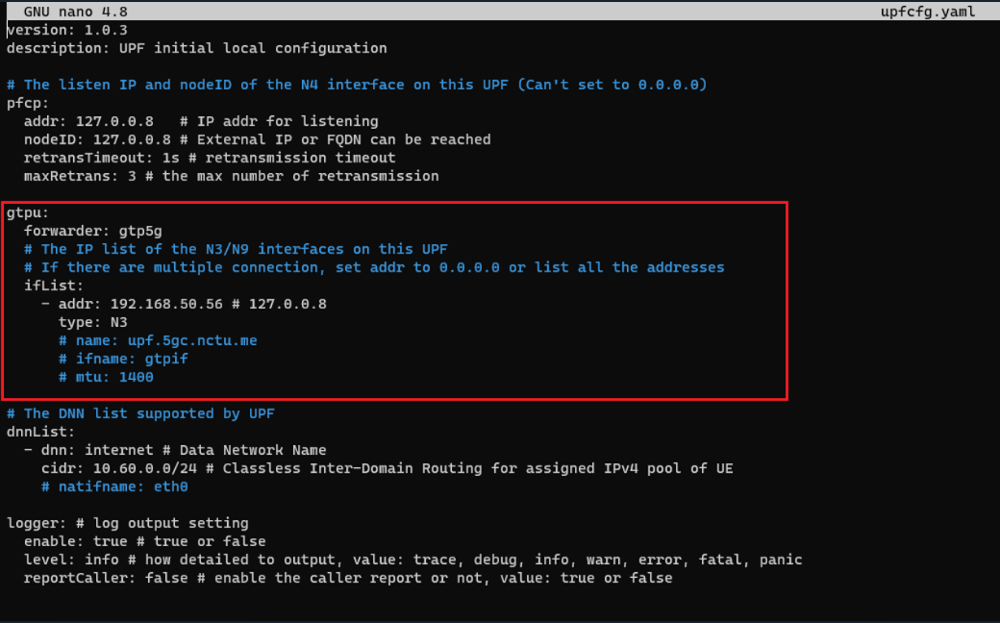 GNU nano 4.8 upfcfg.yaml
version: 1.0.3
description: UPF initial local configuration
# The listen IP and nodeID of the N4 interface on this UPF (Can't set to 0.0.0.0)
pfcp:
  addr: 127.0.0.8   # IP addr for listening
  nodeID: 127.0.0.8 # External IP or FQDN can be reached
  retransTimeout: 1s # retransmission timeout
  maxRetrans: 3 # the max number of retransmission
gtpu:
  forwarder: gtp5g
  # The IP list of the N3/N9 interfaces on this UPF
  # If there are multiple connection, set addr to 0.0.0.0 or list all the addresses
  ifList:
    - addr: 192.168.50.56 # 127.0.0.8
      type: N3
      # name: upf.5gc.nctu.me
      # ifname: gtpif
      # mtu: 1400
# The DNN list supported by UPF
dnnList:
  - dnn: internet # Data Network Name
    cidr: 10.60.0.0/24 # Classless Inter-Domain Routing for assigned IPv4 pool of UE
    # natifname: eth0
logger: # log output setting
  enable: true # true or false
  level: info # how detailed to output, value: trace, debug, info, warn, error, fatal, panic
  reportCaller: false # enable the caller report or not, value: true or false